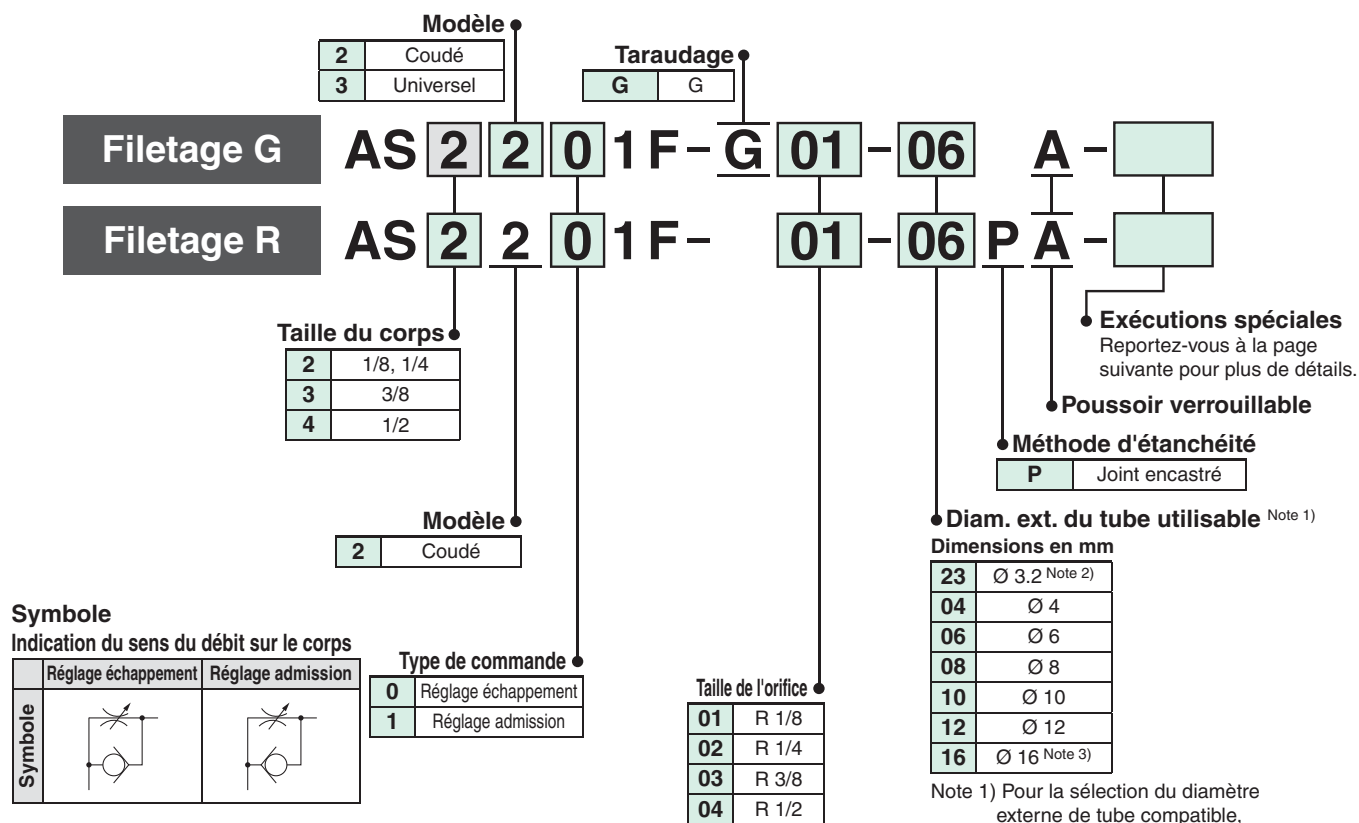 Modèle
2 Coudé
3 Universel
Taraudage
G G
Filetage G AS 2 2 0 1 F - G 01 - 06 A -
Filetage R AS 2 2 0 1 F - 01 - 06 P A -
Exécutions spéciales
Reportez-vous à la page
suivante pour plus de détails.
Poussoir verrouillable
Méthode d'étanchéité
P Joint encastré
Taille du corps
2 1/8, 1/4
3 3/8
4 1/2
Modèle
2 Coudé
Diam. ext. du tube utilisable Note 1)
Dimensions en mm
23 Ø 3.2 Note 2)
04 Ø 4
06 Ø 6
08 Ø 8
10 Ø 10
12 Ø 12
16 Ø 16 Note 3)
Note 1) Pour la sélection du diamètre
externe de tube compatible,
Symbole
Indication du sens du débit sur le corps
Réglage échappement Réglage admission
Symbole
Type de commande
0 Réglage échappement
1 Réglage admission
Taille de l'orifice
01 R 1/8
02 R 1/4
03 R 3/8
04 R 1/2